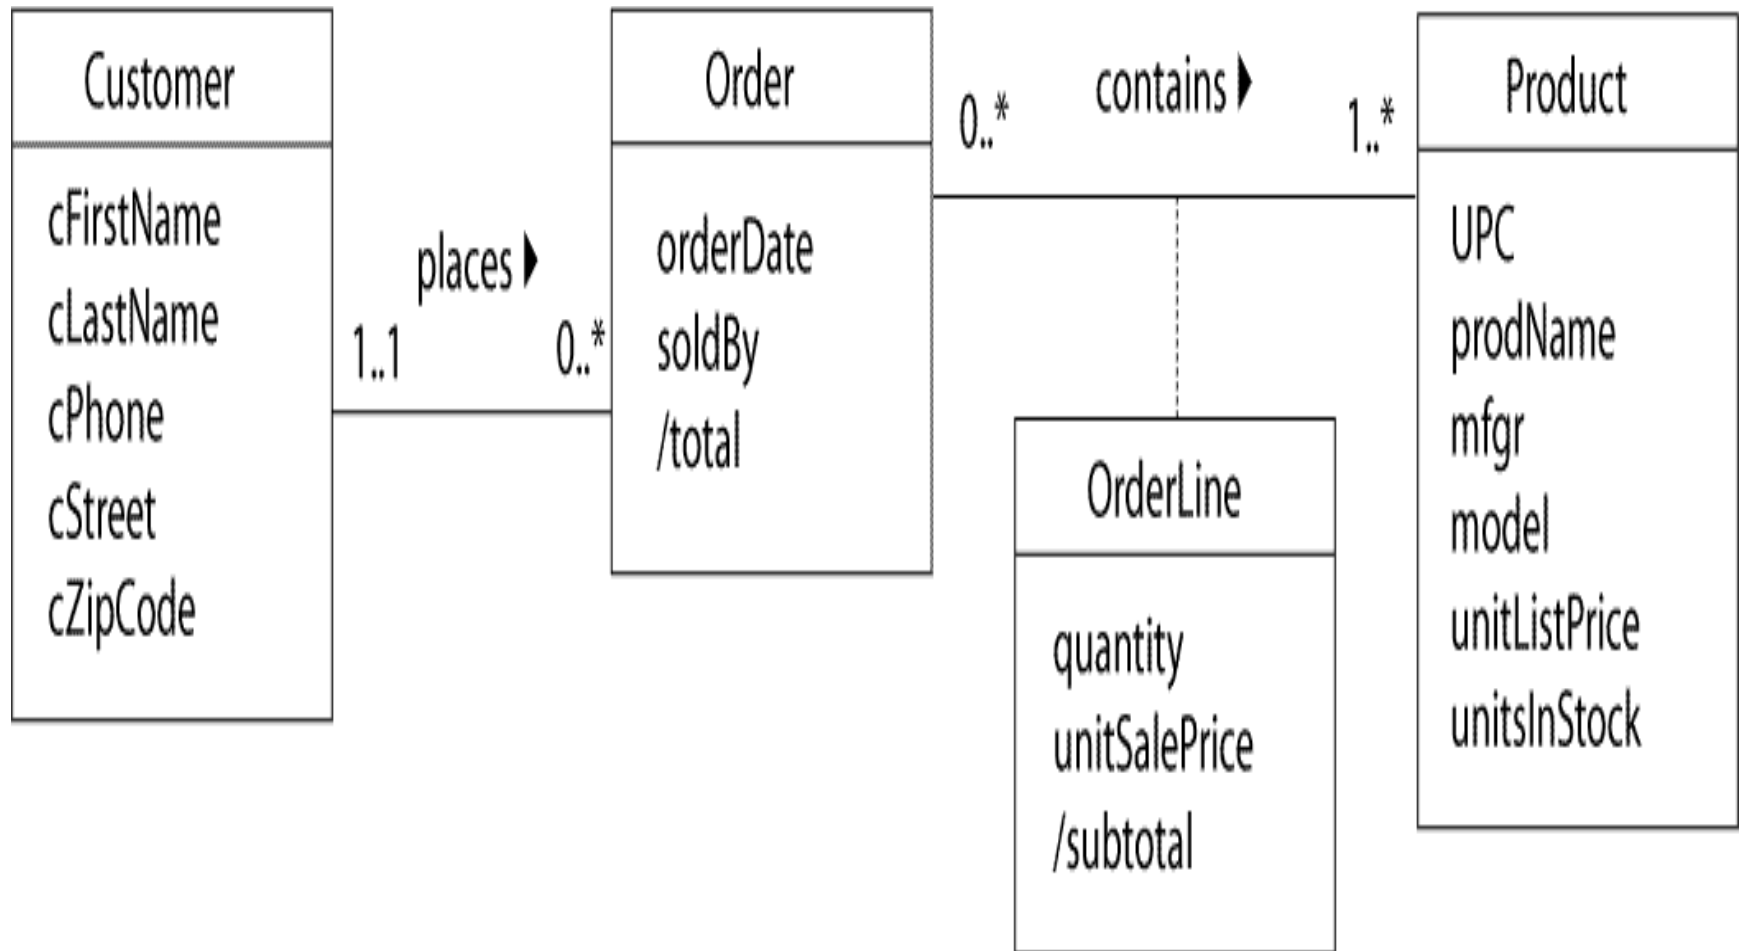 Customer
cFirstName
cLastName
cPhone
cStreet
cZipCode
places ▶
1..1
0..*
Order
orderDate
soldBy
/total
0..*
contains ▶
1..*
OrderLine
quantity
unitSalePrice
/subtotal
Product
UPC
prodName
mfgr
model
unitListPrice
unitsInStock